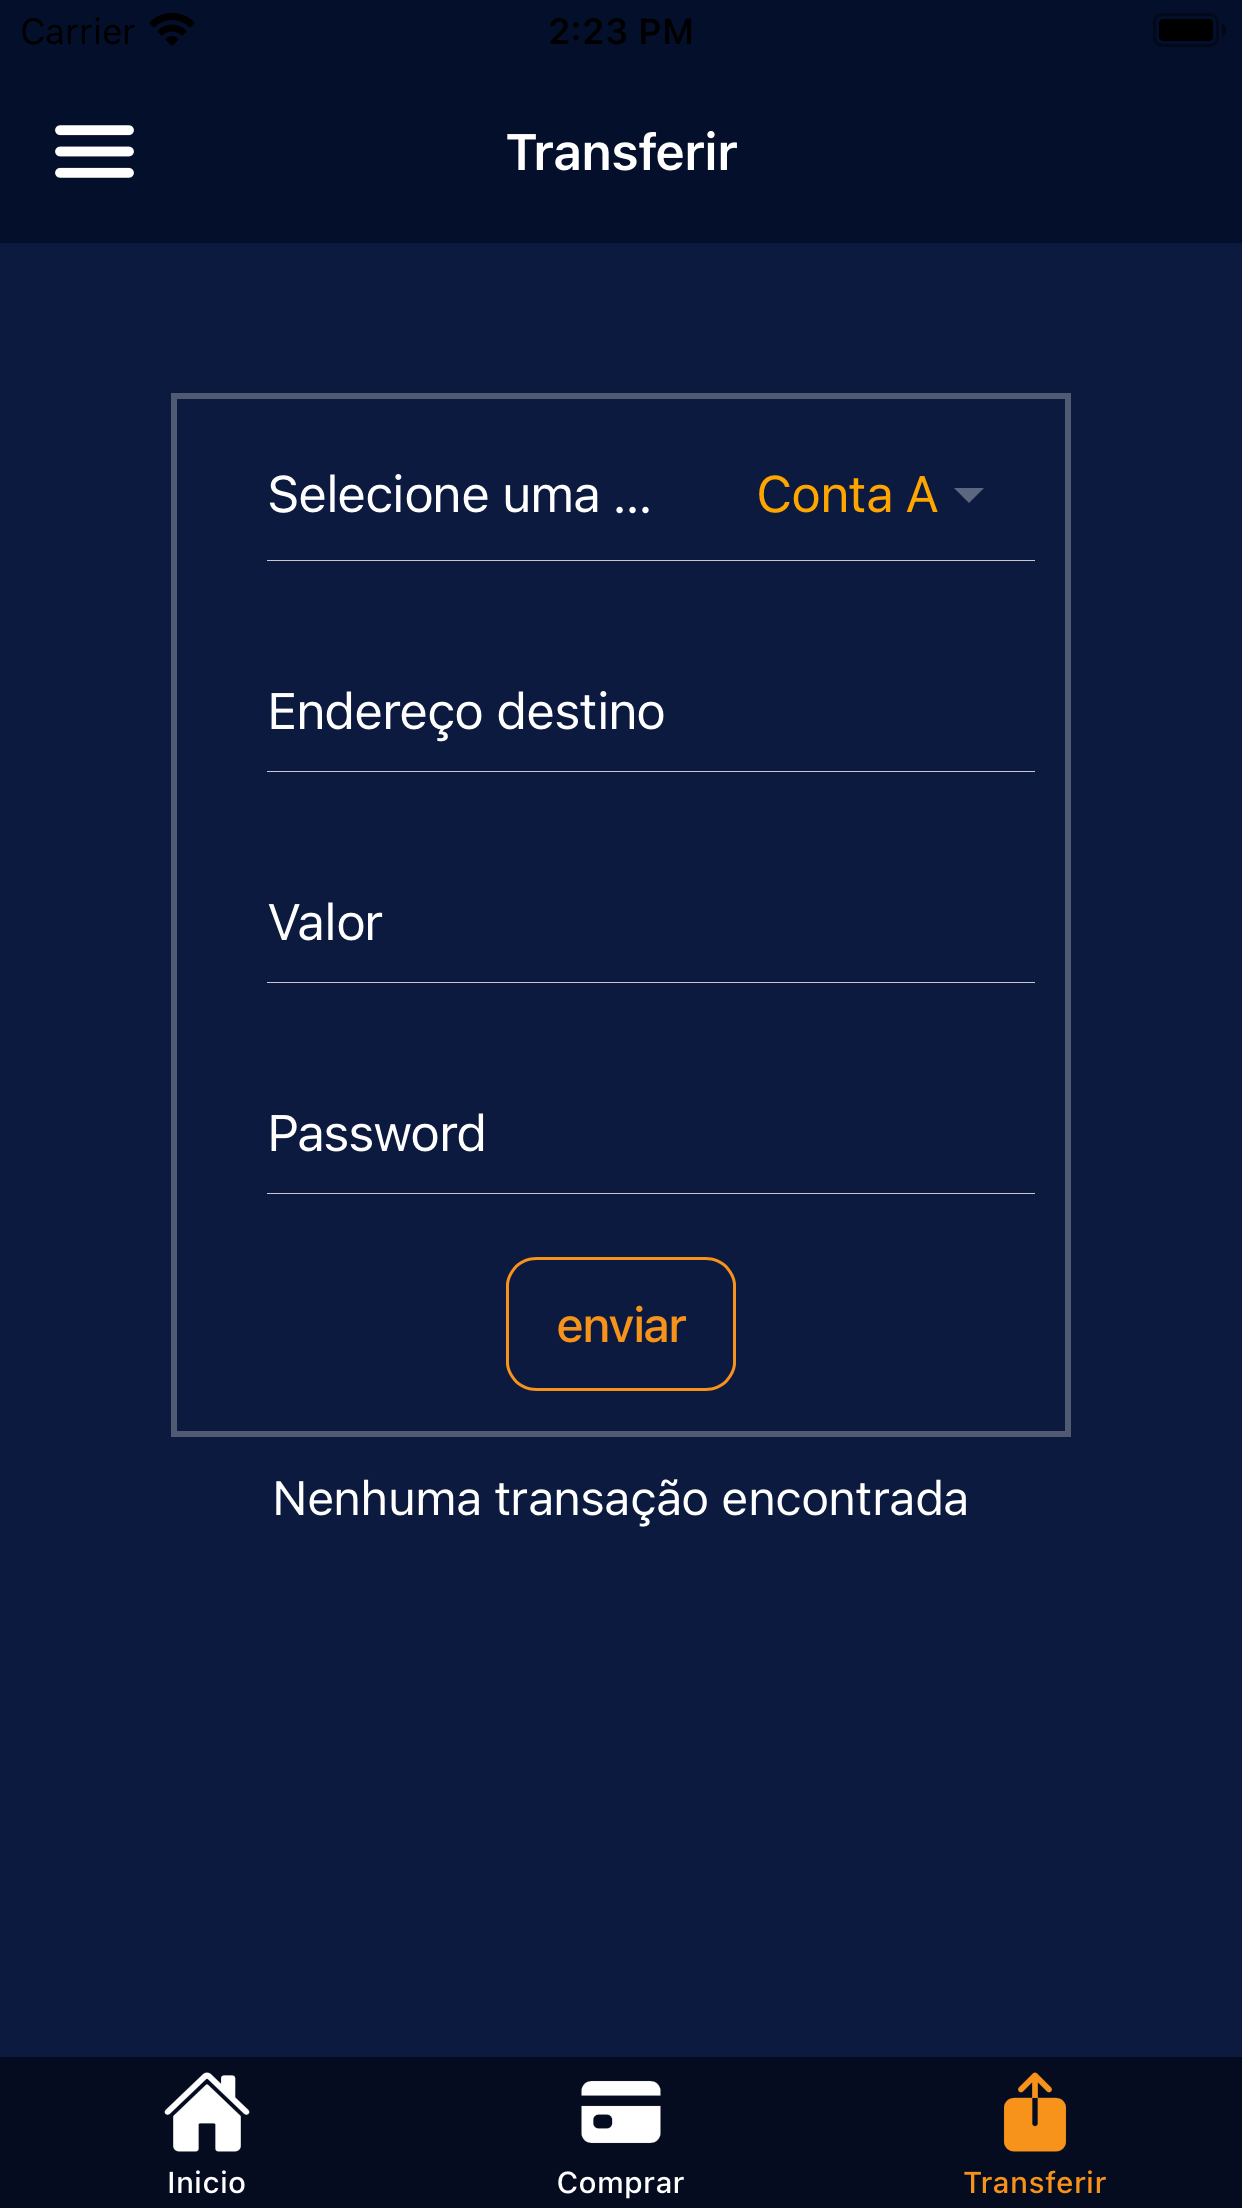 Carrier 2:23 PM
Transferir
Selecione uma ... Conta A
Endereço destino
Valor
Password
enviar
Nenhuma transação encontrada
Inicio Comprar Transferir